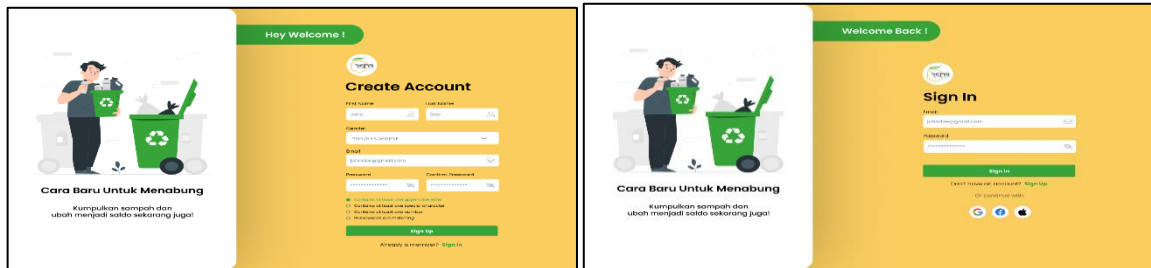 Hey Welcome !
Create Account
First Name
Last Name
John
Doe
Gender
Email
johndoe@gmail.com
Password
Confirm Password
Sign Up
Already a member? Sign In
Cara Baru Untuk Menabung
Kumpulkan sampah dan
ubah menjadi saldo sekarang juga!
Welcome Back !
Sign In
Email
johndoe@gmail.com
Password
Sign In
Don't have an account? Sign Up
Or continue with
Cara Baru Untuk Menabung
Kumpulkan sampah dan
ubah menjadi saldo sekarang juga!